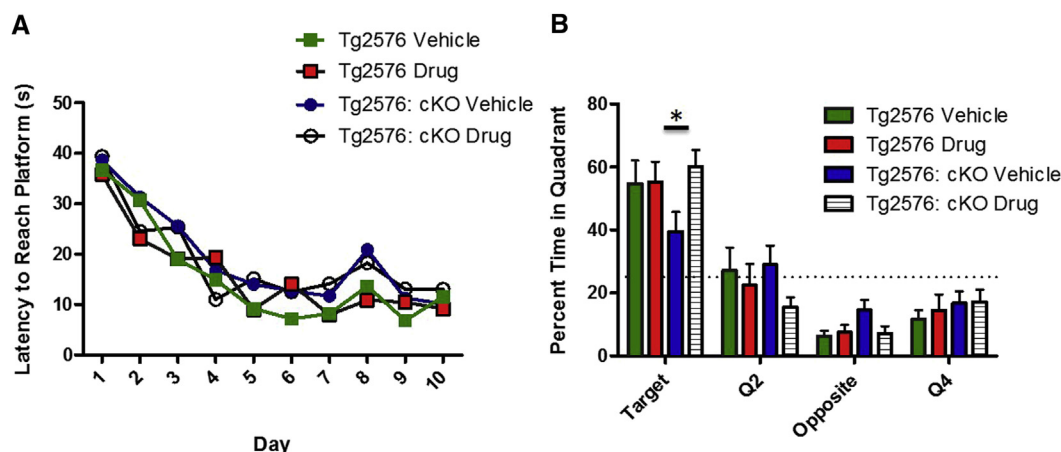 A
Tg2576 Vehicle
Tg2576 Drug
Tg2576: cKO Vehicle
Tg2576: cKO Drug
Latency to Reach Platform (s)
50
40
30
20
10
0
1 2 3 4 5 6 7 8 9 10
Day
B
Tg2576 Vehicle
Tg2576 Drug
Tg2576: cKO Vehicle
Tg2576: cKO Drug
*
Percent Time in Quadrant
80
60
40
20
0
Target Q2 Opposite Q4